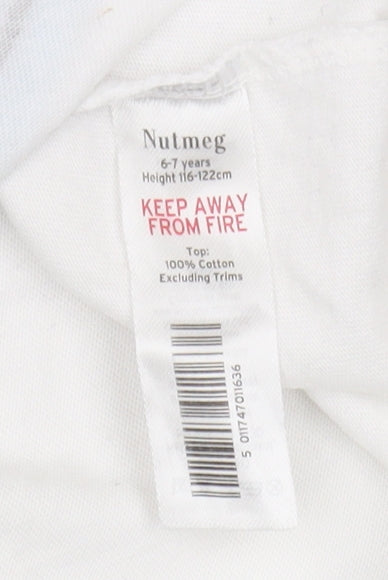 Nutmeg
6-7 years
Height 116-122cm
KEEP AWAY
FROM FIRE
Top:
100% Cotton
Excluding Trims
5 011747011636